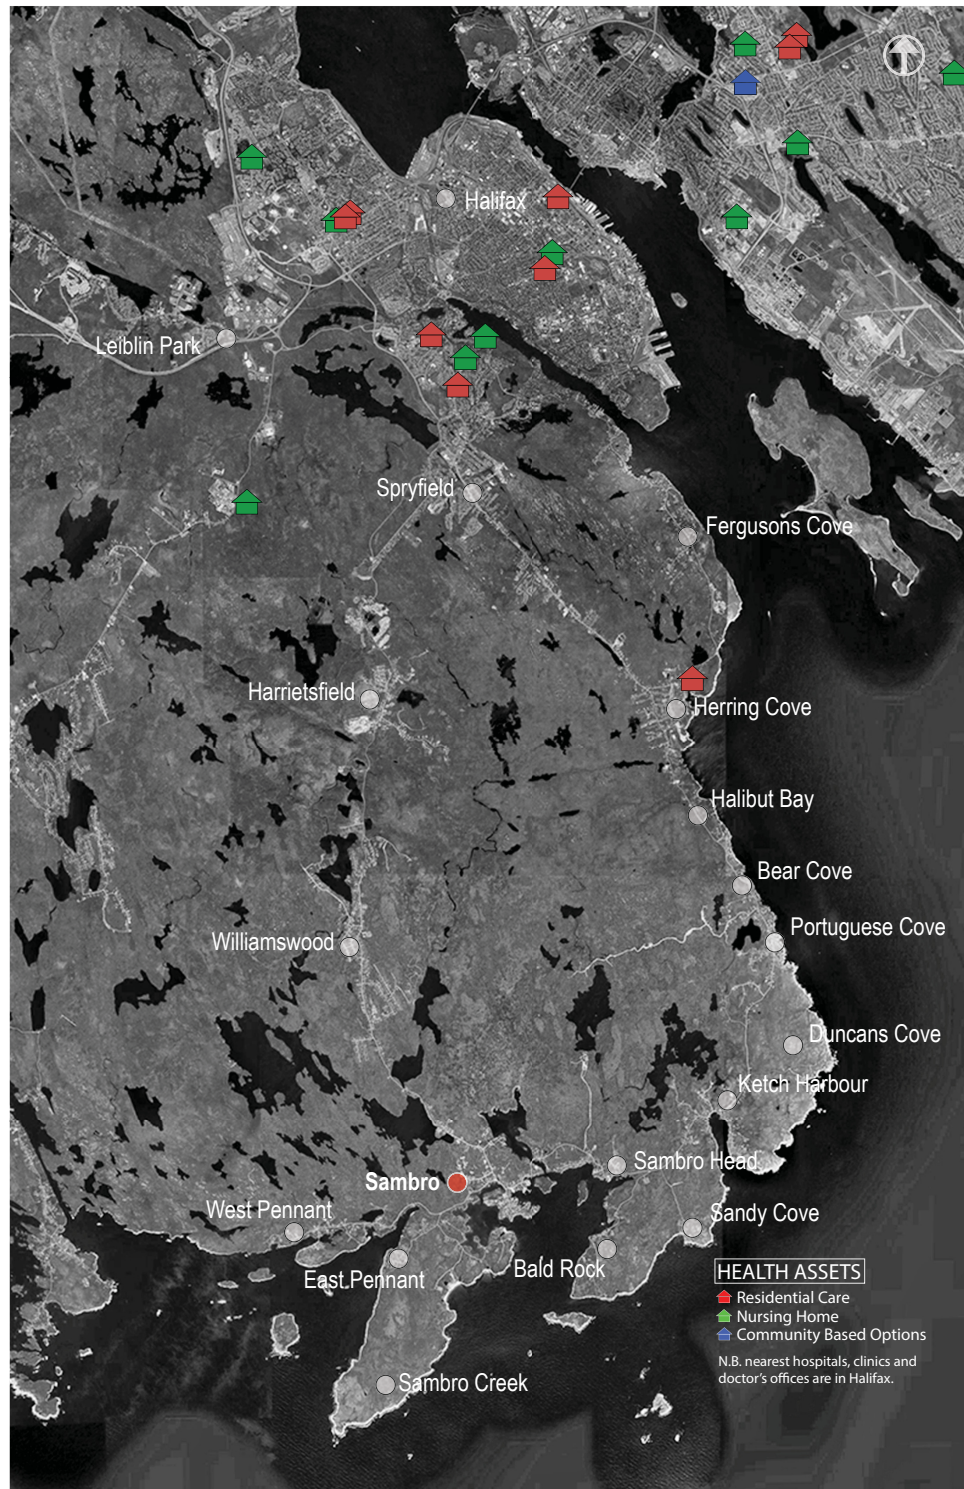 Halifax
Leiblin Park
Spryfield
Fergusons Cove
Harrietsfield
Herring Cove
Halibut Bay
Bear Cove
Portuguese Cove
Williamswood
Duncans Cove
Ketch Harbour
Sambro Head
Sambro
West Pennant
Sandy Cove
East Pennant
Bald Rock
Sambro Creek
HEALTH ASSETS
Residential Care
Nursing Home
Community Based Options
N.B. nearest hospitals, clinics and
doctor's offices are in Halifax.